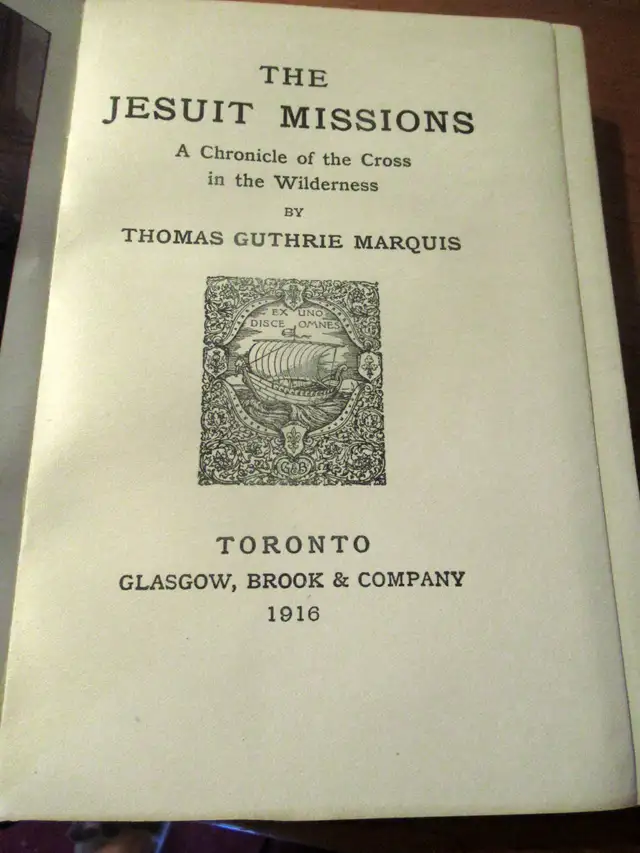 THE
JESUIT MISSIONS
A Chronicle of the Cross
in the Wilderness
BY
THOMAS GUTHRIE MARQUIS
EX UNO
DISCE OMNES
G&B
TORONTO
GLASGOW, BROOK & COMPANY
1916